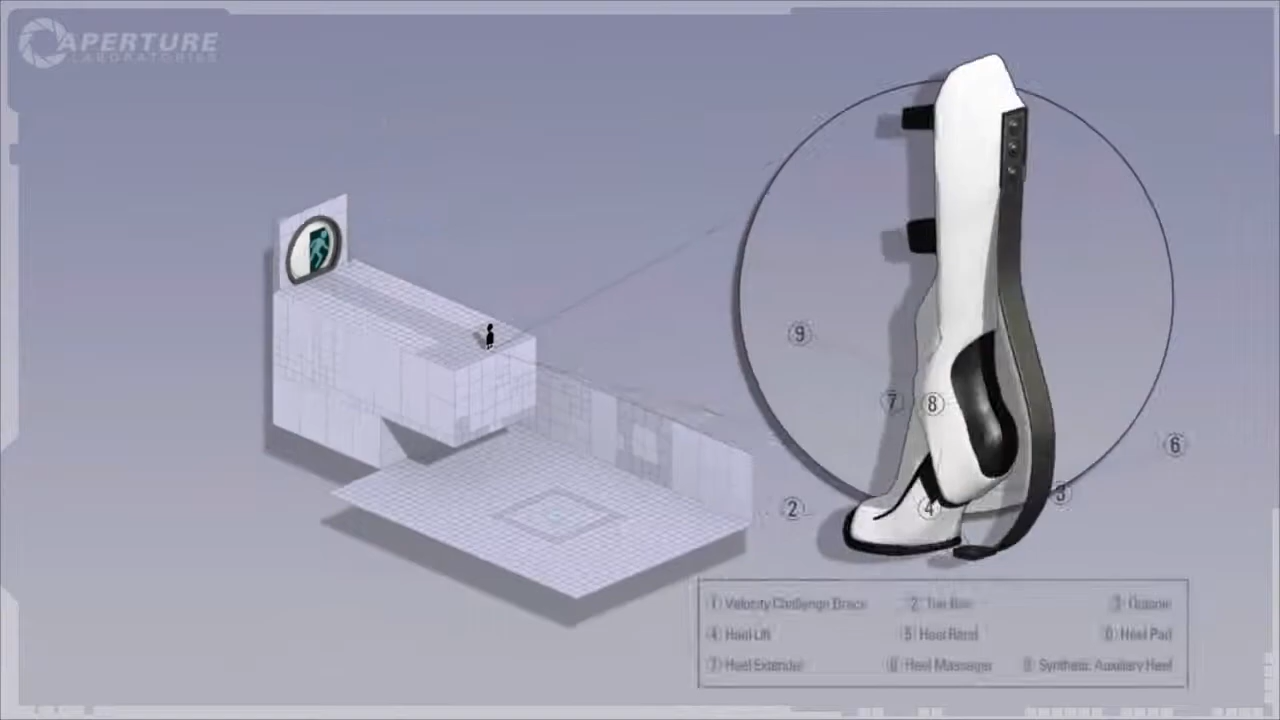 APERTURE
LABORATORIES
9
7
8
6
3
2
4
1 Velocity Challenge Brace 2 Toe Box 3 Outsole
4 Heel Lift 5 Heel Band 6 Heel Pad
7 Heel Extender 8 Heel Massager 9 Synthetic Auxiliary Heel